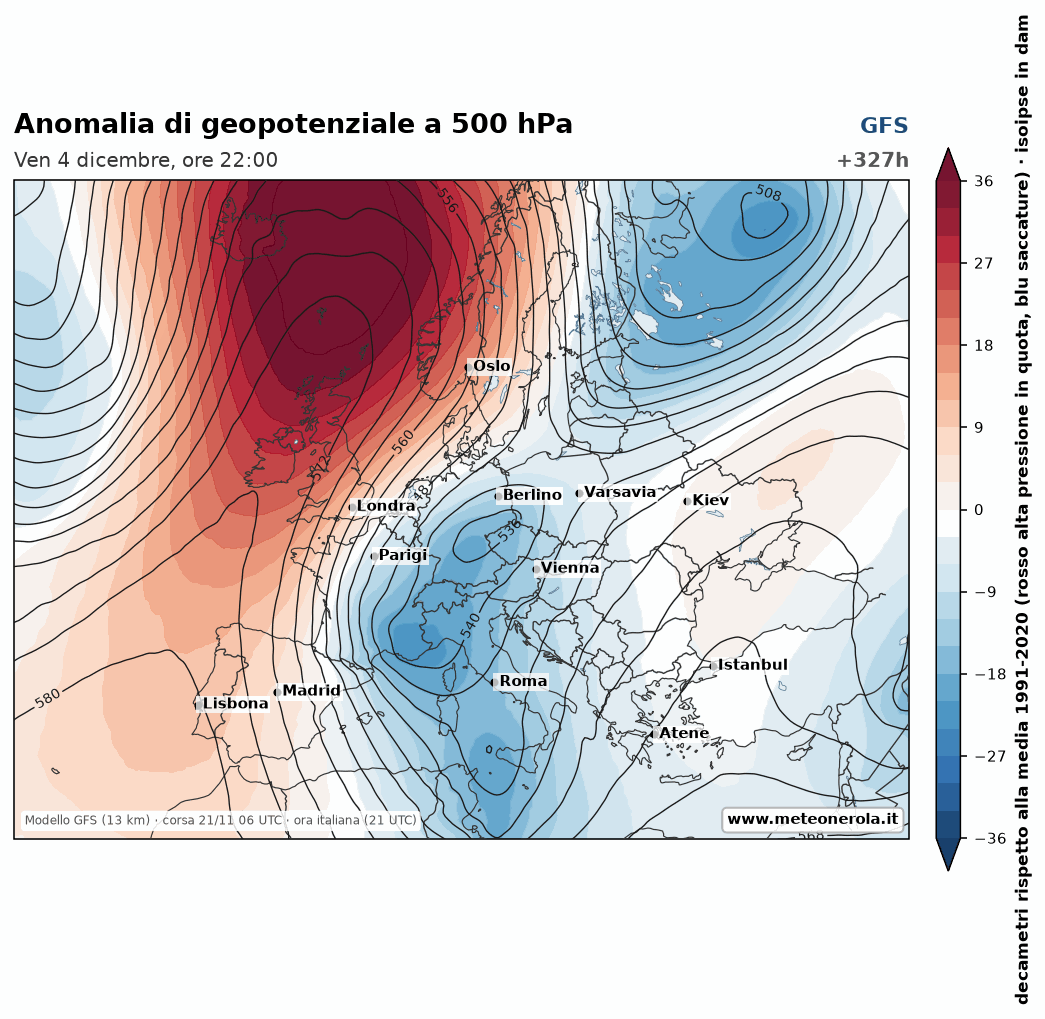 Anomalia di geopotenziale a 500 hPa
GFS
Ven 4 dicembre, ore 22:00
+327h
508
556
Oslo
560
572
Londra
Berlino
Varsavia
Kiev
536
Parigi
Vienna
540
Istanbul
Roma
580
Madrid
Lisbona
Atene
Modello GFS (13 km) · corsa 21/11 06 UTC · ora italiana (21 UTC)
www.meteonerola.it
36
27
18
9
0
−9
−18
−27
−36
decametri rispetto alla media 1991-2020 (rosso alta pressione in quota, blu saccature) · isoipse in dam